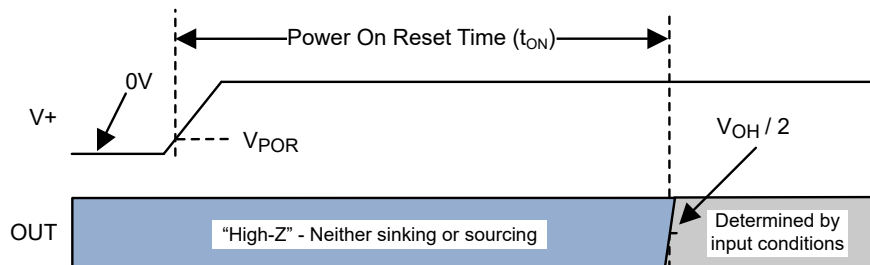 Power On Reset Time (tON)
0V
V+
VPOR
VOH / 2
OUT
“High-Z” - Neither sinking or sourcing
Determined by
input conditions